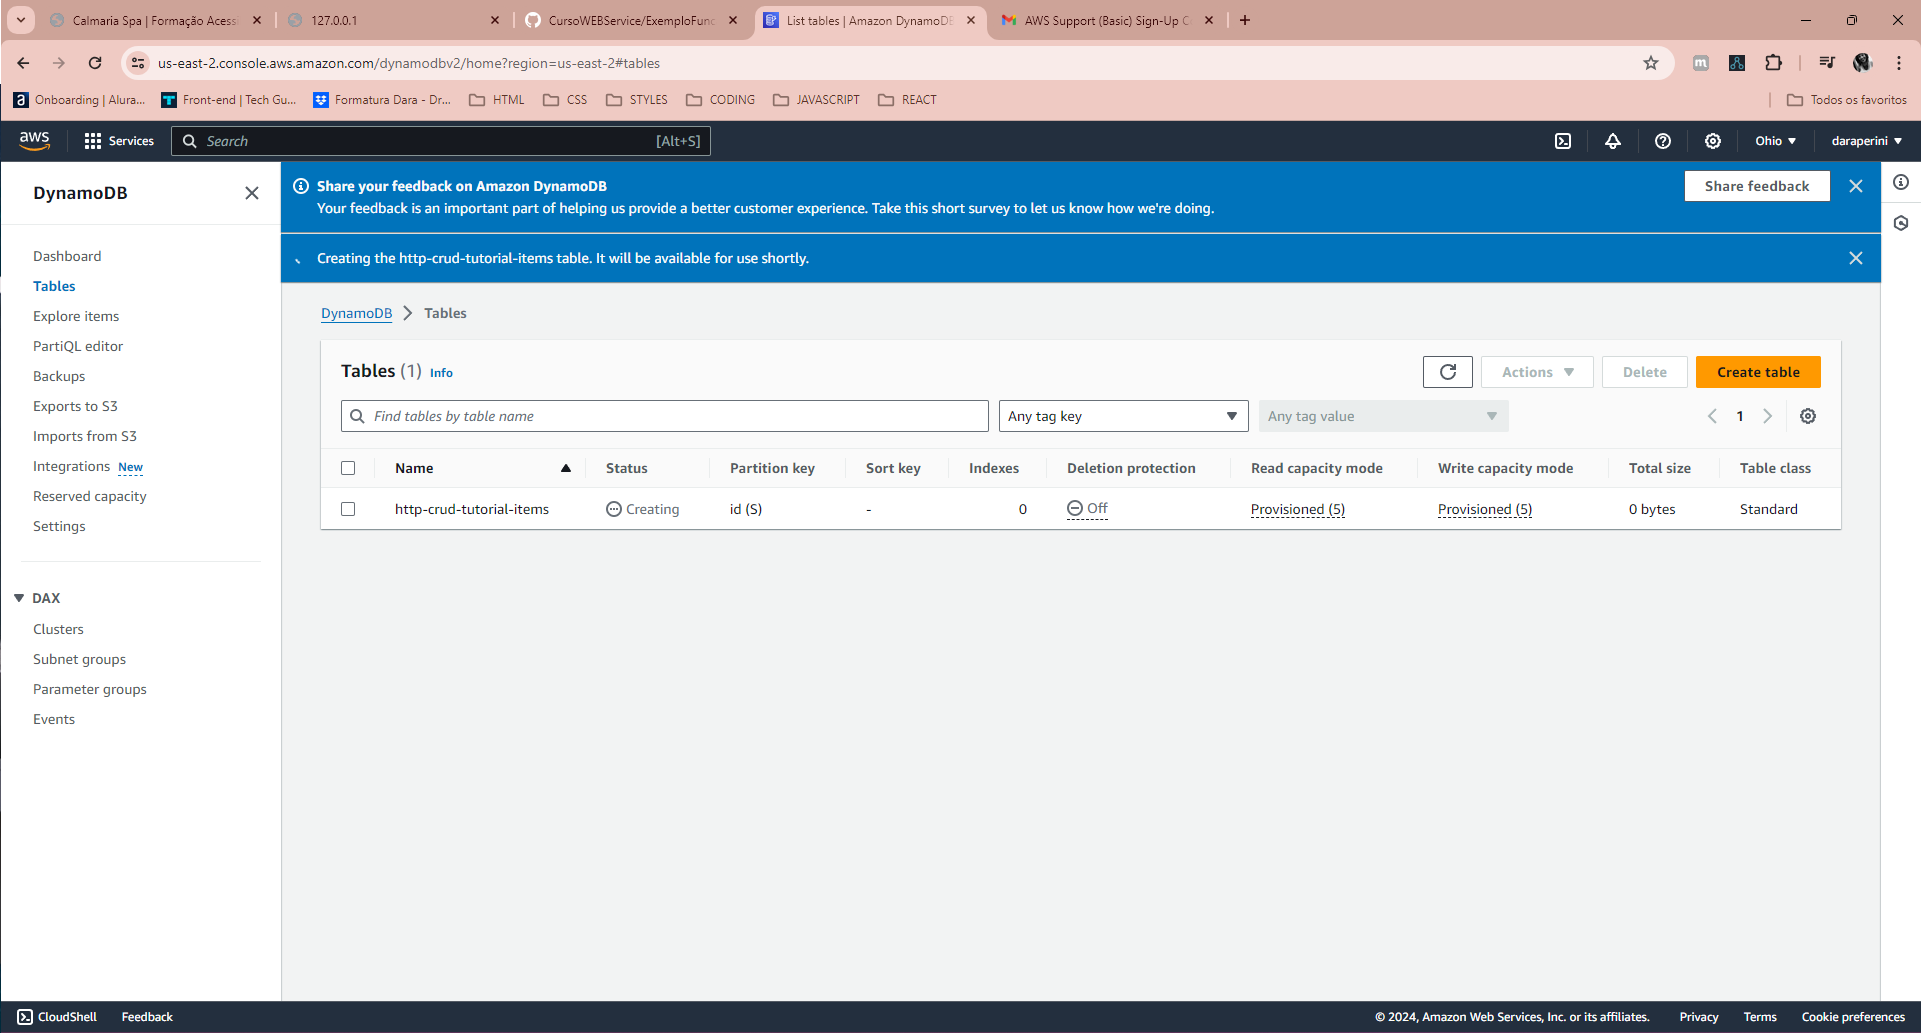 Calmaria Spa | Formação Acess
127.0.0.1
CursoWEBService/ExemploFunc
List tables | Amazon DynamoDB
AWS Support (Basic) Sign-Up C
us-east-2.console.aws.amazon.com/dynamodbv2/home?region=us-east-2#tables
Onboarding | Alura...
Front-end | Tech Gu...
Formatura Dara - Dr...
HTML
CSS
STYLES
CODING
JAVASCRIPT
REACT
Todos os favoritos
aws
Services
Search
[Alt+S]
Ohio
daraperini
DynamoDB
Dashboard
Tables
Explore items
PartiQL editor
Backups
Exports to S3
Imports from S3
Integrations New
Reserved capacity
Settings
DAX
Clusters
Subnet groups
Parameter groups
Events
Share your feedback on Amazon DynamoDB
Your feedback is an important part of helping us provide a better customer experience. Take this short survey to let us know how we're doing.
Share feedback
Creating the http-crud-tutorial-items table. It will be available for use shortly.
DynamoDB
Tables
Tables (1) Info
Actions
Delete
Create table
Find tables by table name
Any tag key
Any tag value
1
Name
Status
Partition key
Sort key
Indexes
Deletion protection
Read capacity mode
Write capacity mode
Total size
Table class
http-crud-tutorial-items
Creating
id (S)
-
0
Off
Provisioned (5)
Provisioned (5)
0 bytes
Standard
CloudShell
Feedback
© 2024, Amazon Web Services, Inc. or its affiliates.
Privacy
Terms
Cookie preferences